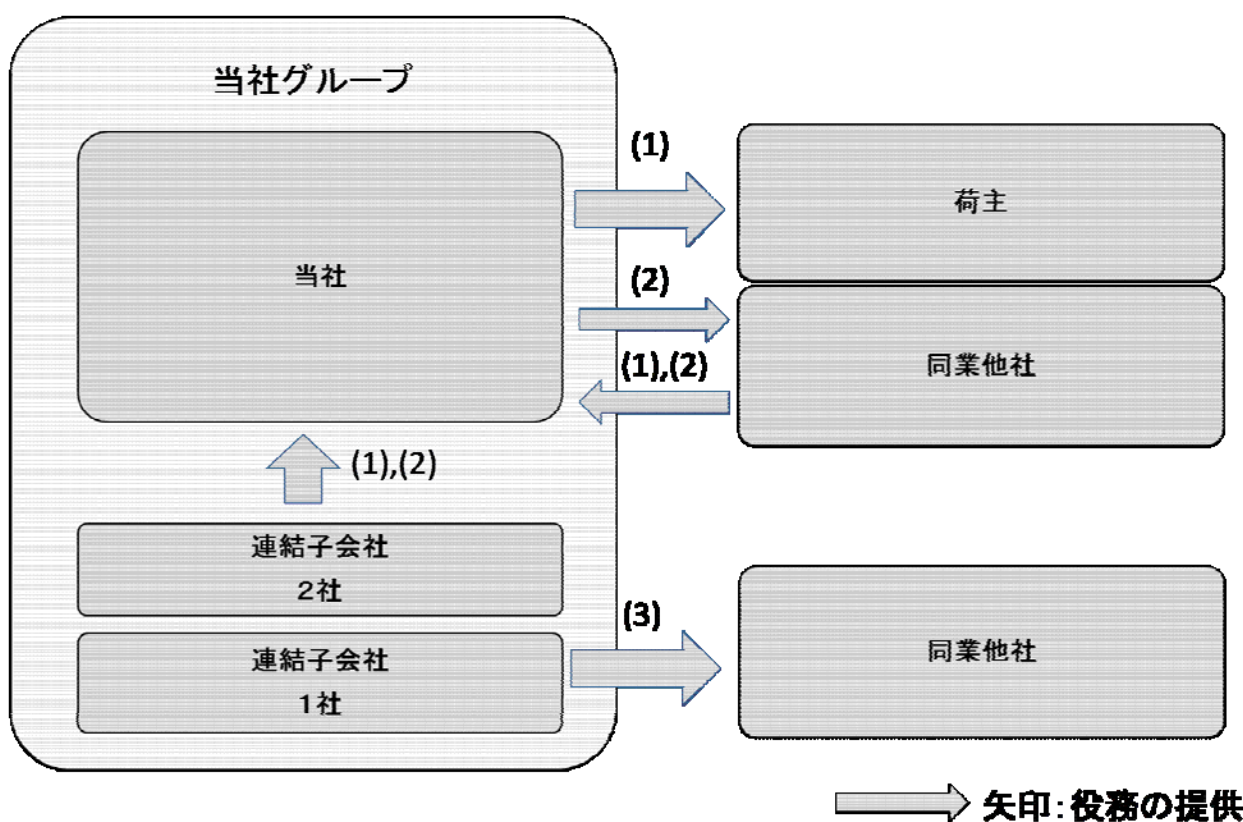 当社グループ
当社
(1)
荷主
(2)
(1),(2)
同業他社
(1),(2)
連結子会社
2社
連結子会社
1社
(3)
同業他社
矢印:役務の提供